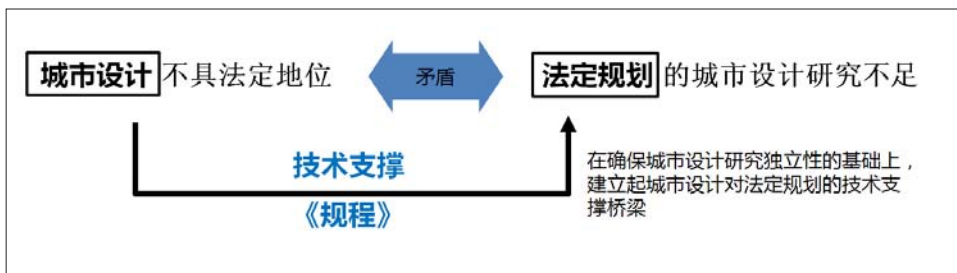 城市设计不具法定地位
矛盾
法定规划的城市设计研究不足
技术支撑
《规程》
在确保城市设计研究独立性的基础上，
建立起城市设计对法定规划的技术支
撑桥梁